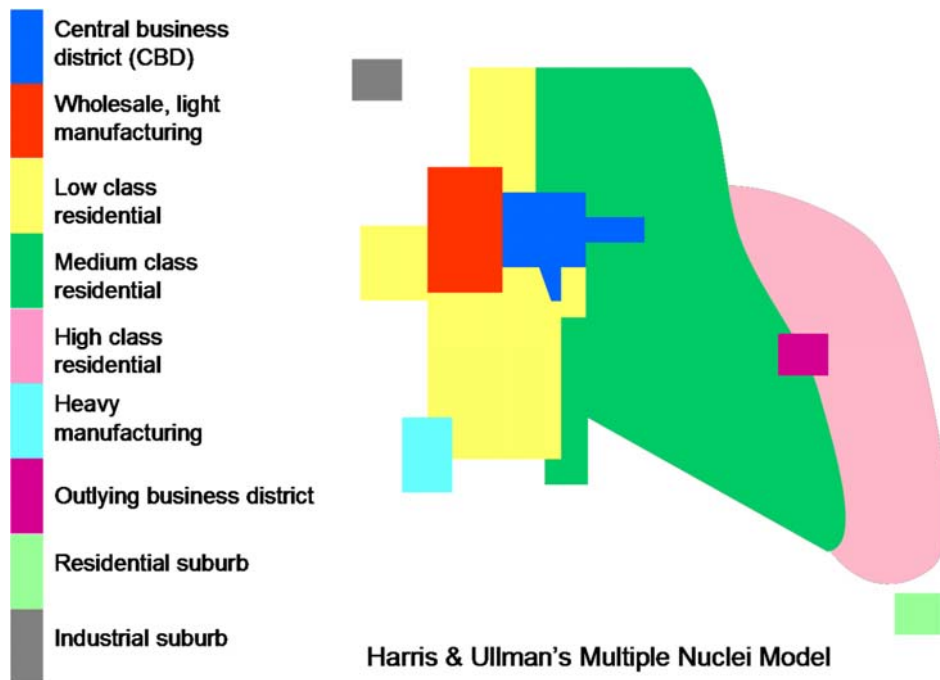 Central business
district (CBD)
Wholesale, light
manufacturing
Low class
residential
Medium class
residential
High class
residential
Heavy
manufacturing
Outlying business district
Residential suburb
Industrial suburb
Harris & Ullman's Multiple Nuclei Model